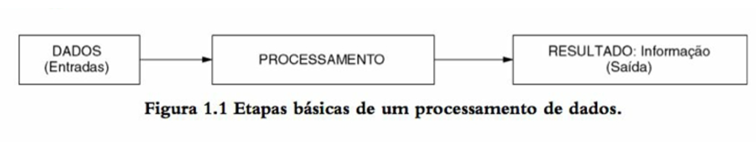 DADOS
(Entradas)
PROCESSAMENTO
RESULTADO: Informação
(Saída)
Figura 1.1 Etapas básicas de um processamento de dados.